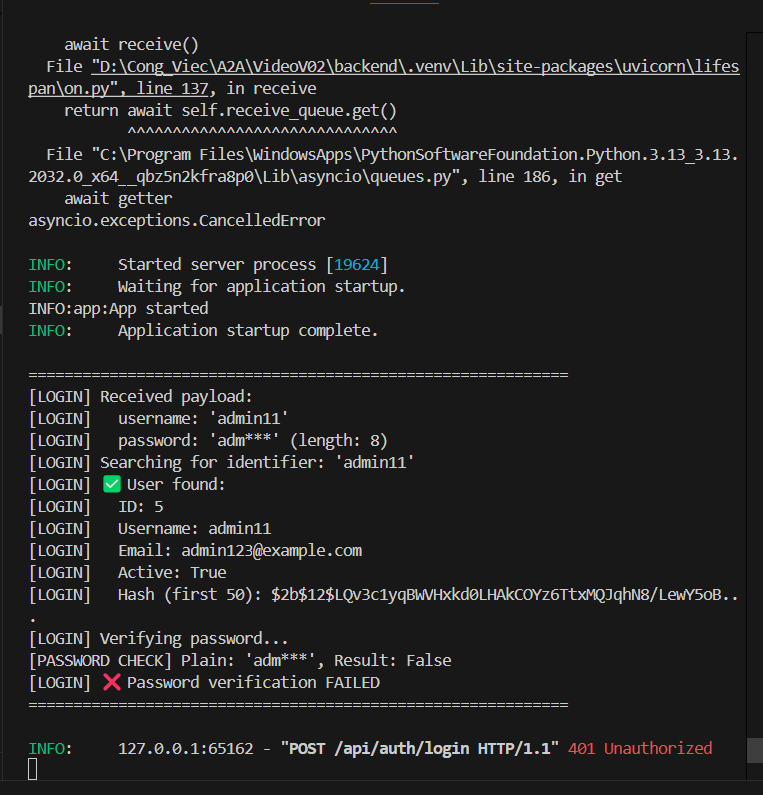 await receive()
File "D:\Cong_Viec\A2A\VideoV02\backend\.venv\Lib\site-packages\uvicorn\lifes
pan\on.py", line 137, in receive
return await self.receive_queue.get()
^^^^^^^^^^^^^^^^^^^^^^^^^^^^^^
File "C:\Program Files\WindowsApps\PythonSoftwareFoundation.Python.3.13_3.13.
2032.0_x64__qbz5n2kfra8p0\Lib\asyncio\queues.py", line 186, in get
await getter
asyncio.exceptions.CancelledError
INFO:     Started server process [19624]
INFO:     Waiting for application startup.
INFO:app:App started
INFO:     Application startup complete.
============================================================
[LOGIN] Received payload:
[LOGIN]   username: 'admin11'
[LOGIN]   password: 'adm***' (length: 8)
[LOGIN] Searching for identifier: 'admin11'
[LOGIN] ✅ User found:
[LOGIN]   ID: 5
[LOGIN]   Username: admin11
[LOGIN]   Email: admin123@example.com
[LOGIN]   Active: True
[LOGIN]   Hash (first 50): $2b$12$LQv3c1yqBWVHxkd0LHAkCOYz6TtxMQJqhN8/LewY5oB..
.
[LOGIN] Verifying password...
[PASSWORD CHECK] Plain: 'adm***', Result: False
[LOGIN] ❌ Password verification FAILED
============================================================
INFO:     127.0.0.1:65162 - "POST /api/auth/login HTTP/1.1" 401 Unauthorized